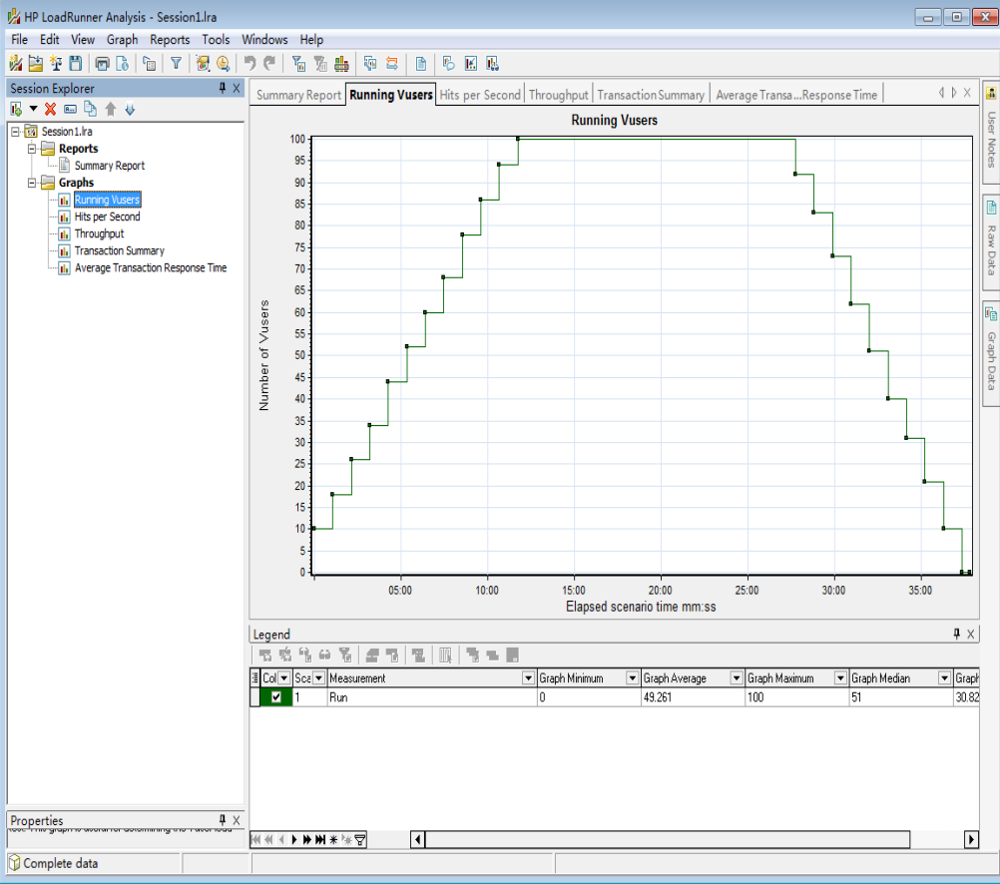 HP LoadRunner Analysis - Session1.lra
File Edit View Graph Reports Tools Windows Help
Session Explorer
Session1.lra
Reports
Summary Report
Graphs
Running Vusers
Hits per Second
Throughput
Transaction Summary
Average Transaction Response Time
Properties
Summary Report Running Vusers Hits per Second Throughput Transaction Summary Average Transa...Response Time
Running Vusers
100
95
90
85
80
75
70
65
60
55
50
45
40
35
30
25
20
15
10
5
0
Number of Vusers
05:00 10:00 15:00 20:00 25:00 30:00 35:00
Elapsed scenario time mm:ss
User Notes
Raw Data
Graph Data
Legend
Col Sca Measurement Graph Minimum Graph Average Graph Maximum Graph Median Graph
1 Run 0 49.261 100 51 30.82
Complete data